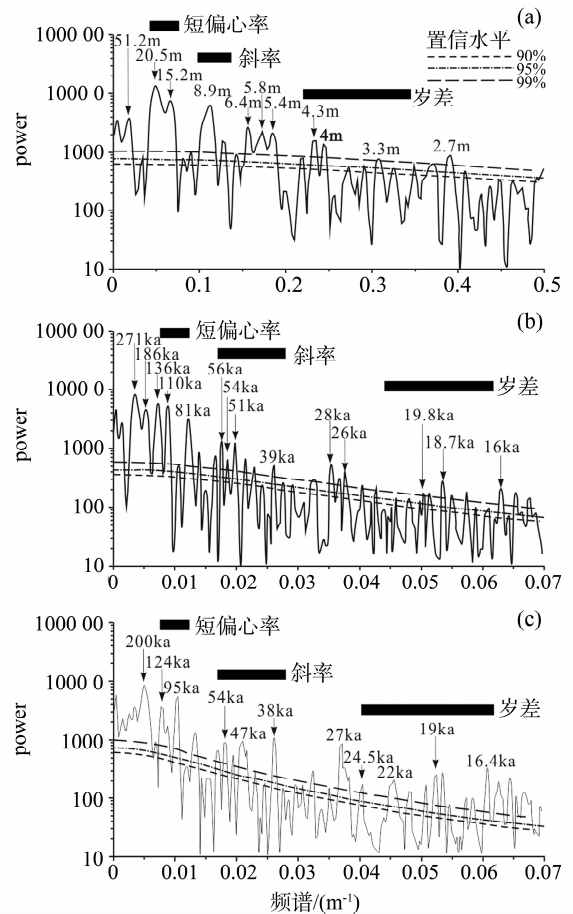 (a)
短偏心率
51.2m
20.5m
15.2m
斜率
8.9m
6.4m
5.8m
5.4m
岁差
4.3m
4m
3.3m
2.7m
置信水平
90%
95%
99%
1000 00
1000 0
1000
100
10
power
0 0.1 0.2 0.3 0.4 0.5
(b)
短偏心率
271ka
186ka
136ka
110ka
81ka
斜率
56ka
54ka
51ka
39ka
岁差
28ka
26ka
19.8ka
18.7ka
16ka
1000 00
1000 0
1000
100
10
power
0 0.01 0.02 0.03 0.04 0.05 0.06 0.07
(c)
短偏心率
200ka
124ka
95ka
斜率
54ka
47ka
38ka
岁差
27ka
24.5ka
22ka
19ka
16.4ka
1000 00
1000 0
1000
100
10
power
0 0.01 0.02 0.03 0.04 0.05 0.06 0.07
频谱/(m⁻¹)